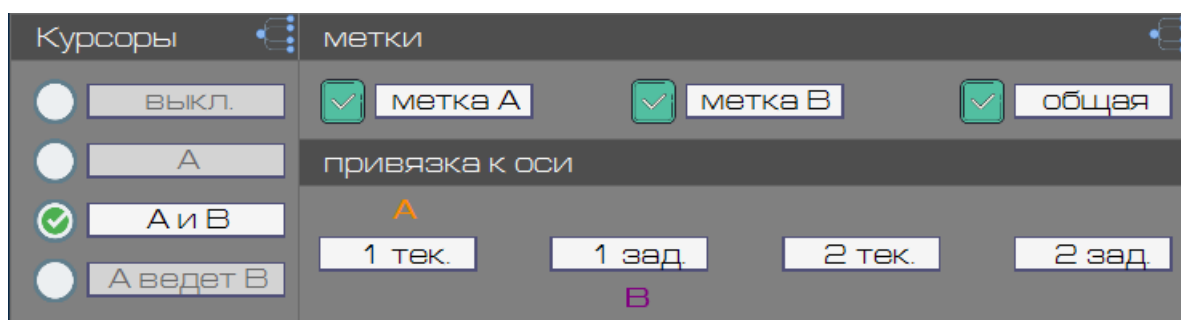 Курсоры
выкл.
А
А и В
А ведет В
метки
метка А
метка В
общая
привязка к оси
А
1 тек.
1 зад.
2 тек.
2 зад.
В